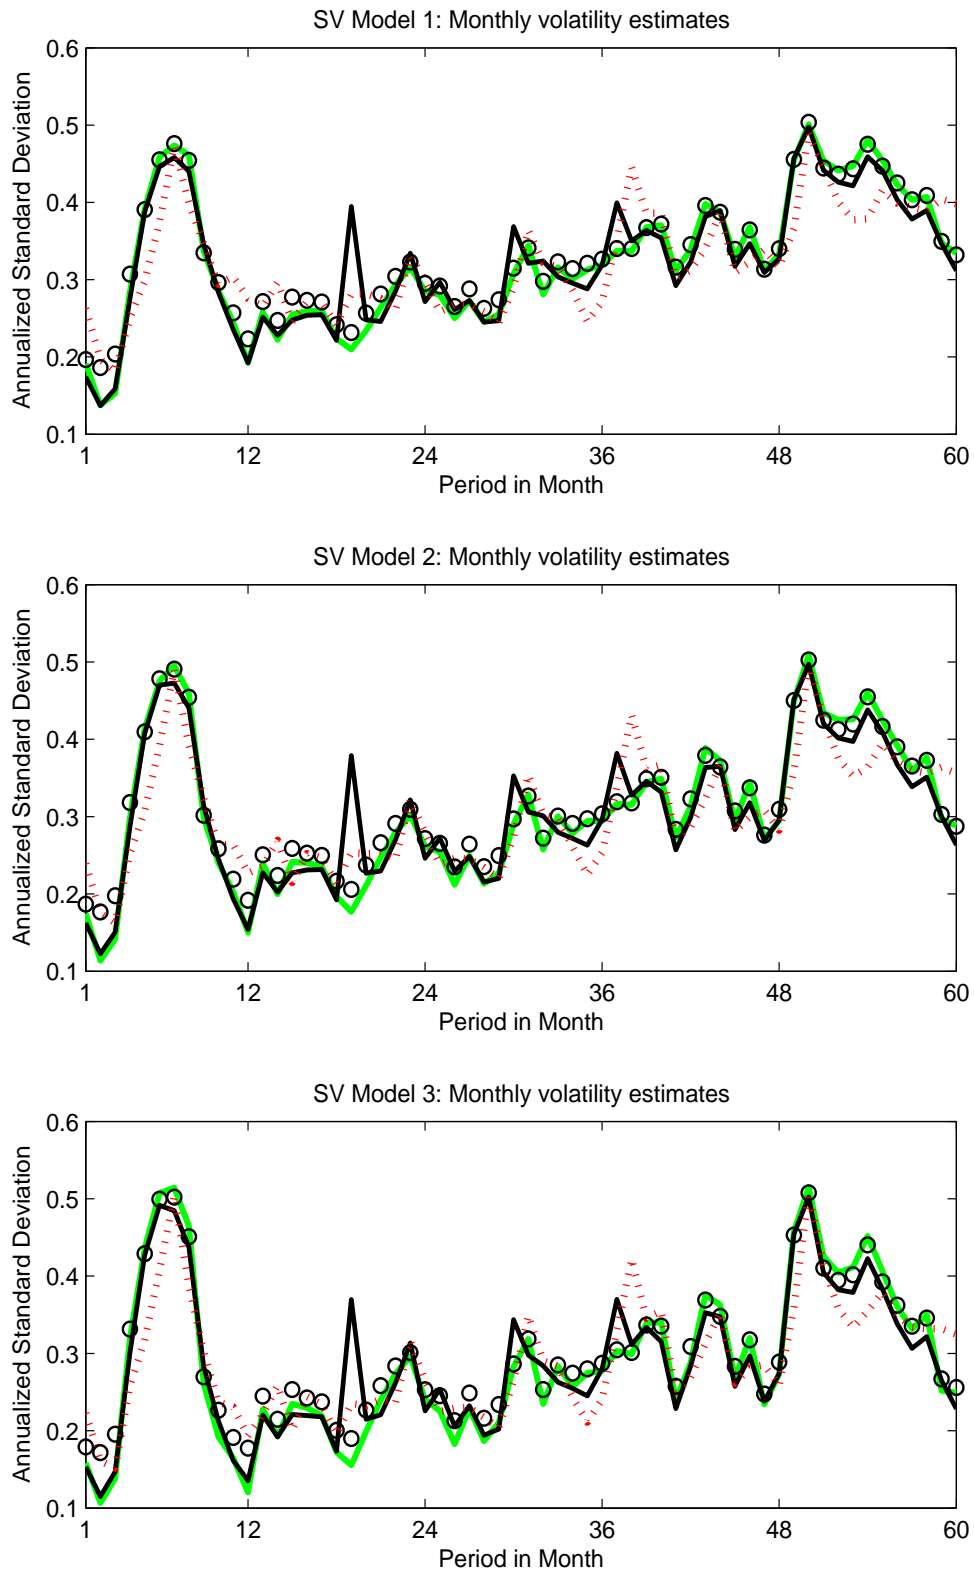 SV Model 1: Monthly volatility estimates
0.6
0.5
0.4
0.3
0.2
0.1
Annualized Standard Deviation
1 12 24 36 48 60
Period in Month
SV Model 2: Monthly volatility estimates
0.6
0.5
0.4
0.3
0.2
0.1
Annualized Standard Deviation
1 12 24 36 48 60
Period in Month
SV Model 3: Monthly volatility estimates
0.6
0.5
0.4
0.3
0.2
0.1
Annualized Standard Deviation
1 12 24 36 48 60
Period in Month